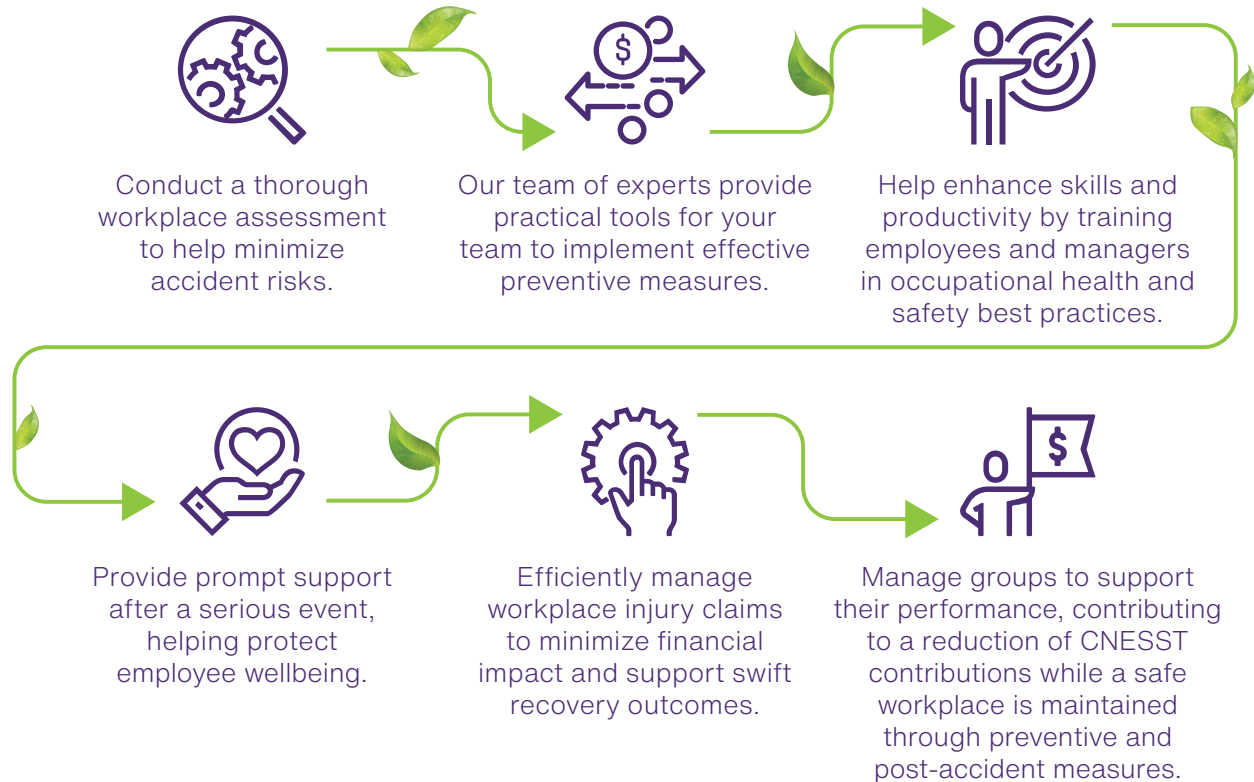 $
Conduct a thorough
workplace assessment
to help minimize
accident risks.
Our team of experts provide
practical tools for your
team to implement effective
preventive measures.
Help enhance skills and
productivity by training
employees and managers
in occupational health and
safety best practices.
$
Provide prompt support
after a serious event,
helping protect
employee wellbeing.
Efficiently manage
workplace injury claims
to minimize financial
impact and support swift
recovery outcomes.
Manage groups to support
their performance, contributing
to a reduction of CNESST
contributions while a safe
workplace is maintained
through preventive and
post-accident measures.